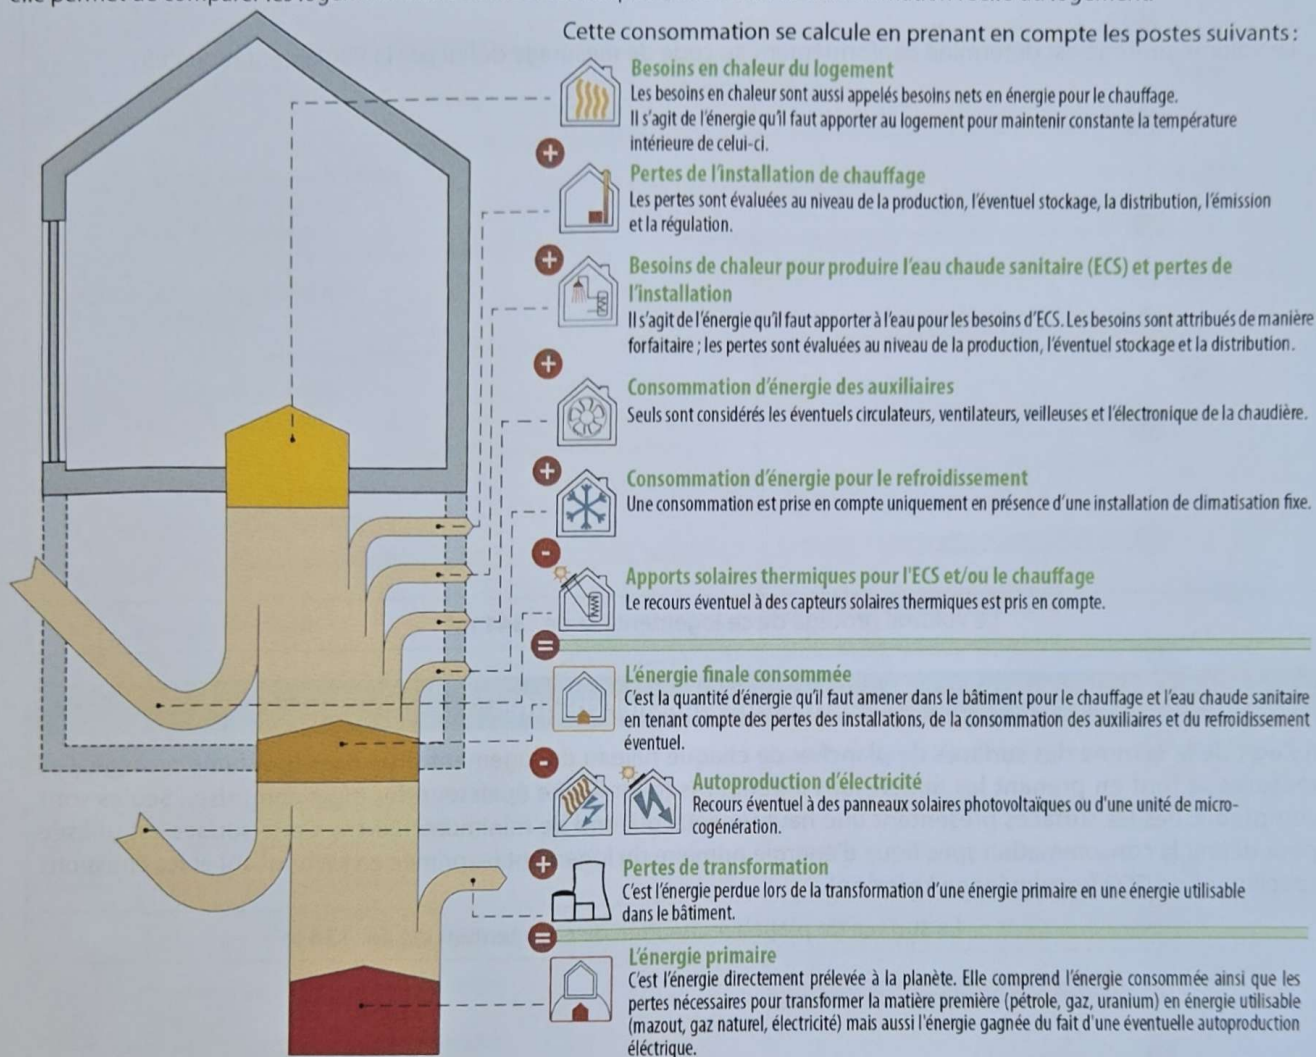 Cette consommation se calcule en prenant en compte les postes suivants :
Besoins en chaleur du logement
Les besoins en chaleur sont aussi appelés besoins nets en énergie pour le chauffage.
Il s'agit de l'énergie qu'il faut apporter au logement pour maintenir constante la température
intérieure de celui-ci.
+
Pertes de l'installation de chauffage
Les pertes sont évaluées au niveau de la production, l'éventuel stockage, la distribution, l'émission
et la régulation.
+
Besoins de chaleur pour produire l'eau chaude sanitaire (ECS) et pertes de
l'installation
Il s'agit de l'énergie qu'il faut apporter à l'eau pour les besoins d'ECS. Les besoins sont attribués de manière
forfaitaire ; les pertes sont évaluées au niveau de la production, l'éventuel stockage et la distribution.
+
Consommation d'énergie des auxiliaires
Seuls sont considérés les éventuels circulateurs, ventilateurs, veilleuses et l'électronique de la chaudière.
+
Consommation d'énergie pour le refroidissement
Une consommation est prise en compte uniquement en présence d'une installation de climatisation fixe.
-
Apports solaires thermiques pour l'ECS et/ou le chauffage
Le recours éventuel à des capteurs solaires thermiques est pris en compte.
=
L'énergie finale consommée
C'est la quantité d'énergie qu'il faut amener dans le bâtiment pour le chauffage et l'eau chaude sanitaire
en tenant compte des pertes des installations, de la consommation des auxiliaires et du refroidissement
éventuel.
-
Autoproduction d'électricité
Recours éventuel à des panneaux solaires photovoltaïques ou d'une unité de micro-
cogénération.
+
Pertes de transformation
C'est l'énergie perdue lors de la transformation d'une énergie primaire en une énergie utilisable
dans le bâtiment.
=
L'énergie primaire
C'est l'énergie directement prélevée à la planète. Elle comprend l'énergie consommée ainsi que les
pertes nécessaires pour transformer la matière première (pétrole, gaz, uranium) en énergie utilisable
(mazout, gaz naturel, électricité) mais aussi l'énergie gagnée du fait d'une éventuelle autoproduction
éléctrique.